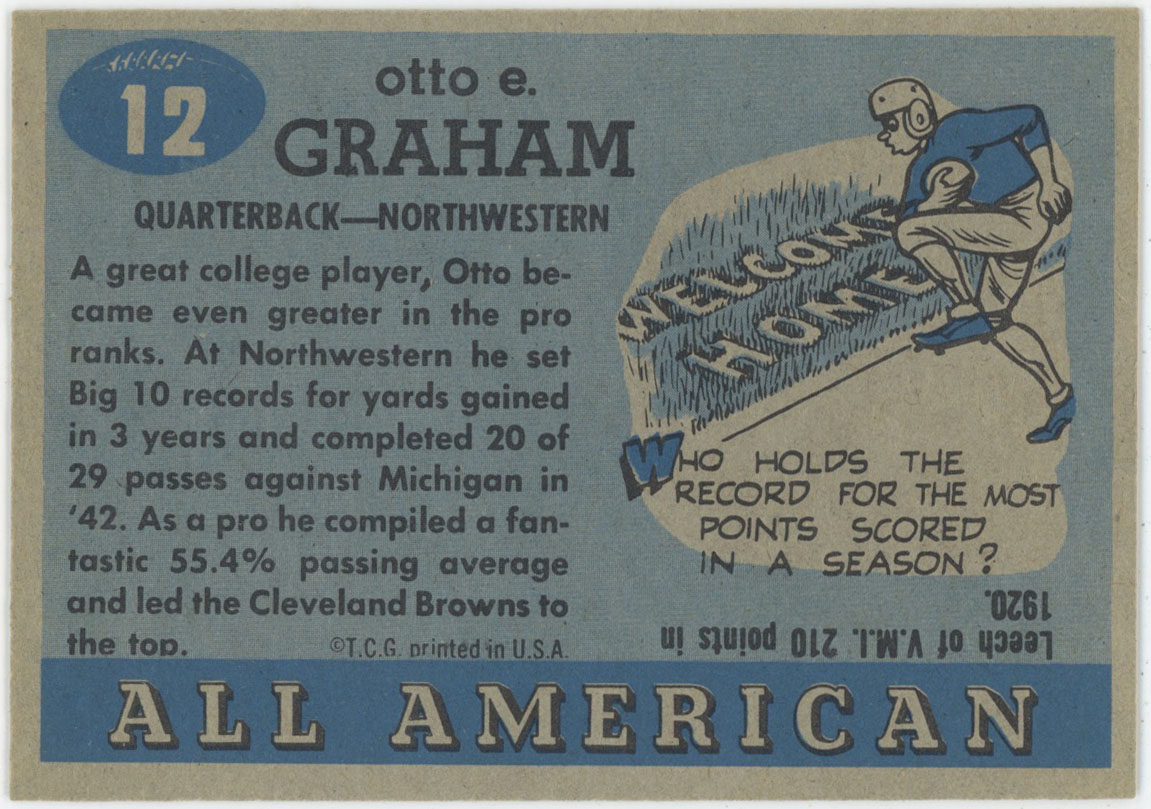 12
otto e.
GRAHAM
QUARTERBACK—NORTHWESTERN
A great college player, Otto be-
came even greater in the pro
ranks. At Northwestern he set
Big 10 records for yards gained
in 3 years and completed 20 of
29 passes against Michigan in
'42. As a pro he compiled a fan-
tastic 55.4% passing average
and led the Cleveland Browns to
the top.
©T.C.G. printed in U.S.A.
WELCOME
HOME
WHO HOLDS THE
RECORD FOR THE MOST
POINTS SCORED
IN A SEASON?
Leech of V.M.I. 210 points in
1920.
ALL AMERICAN